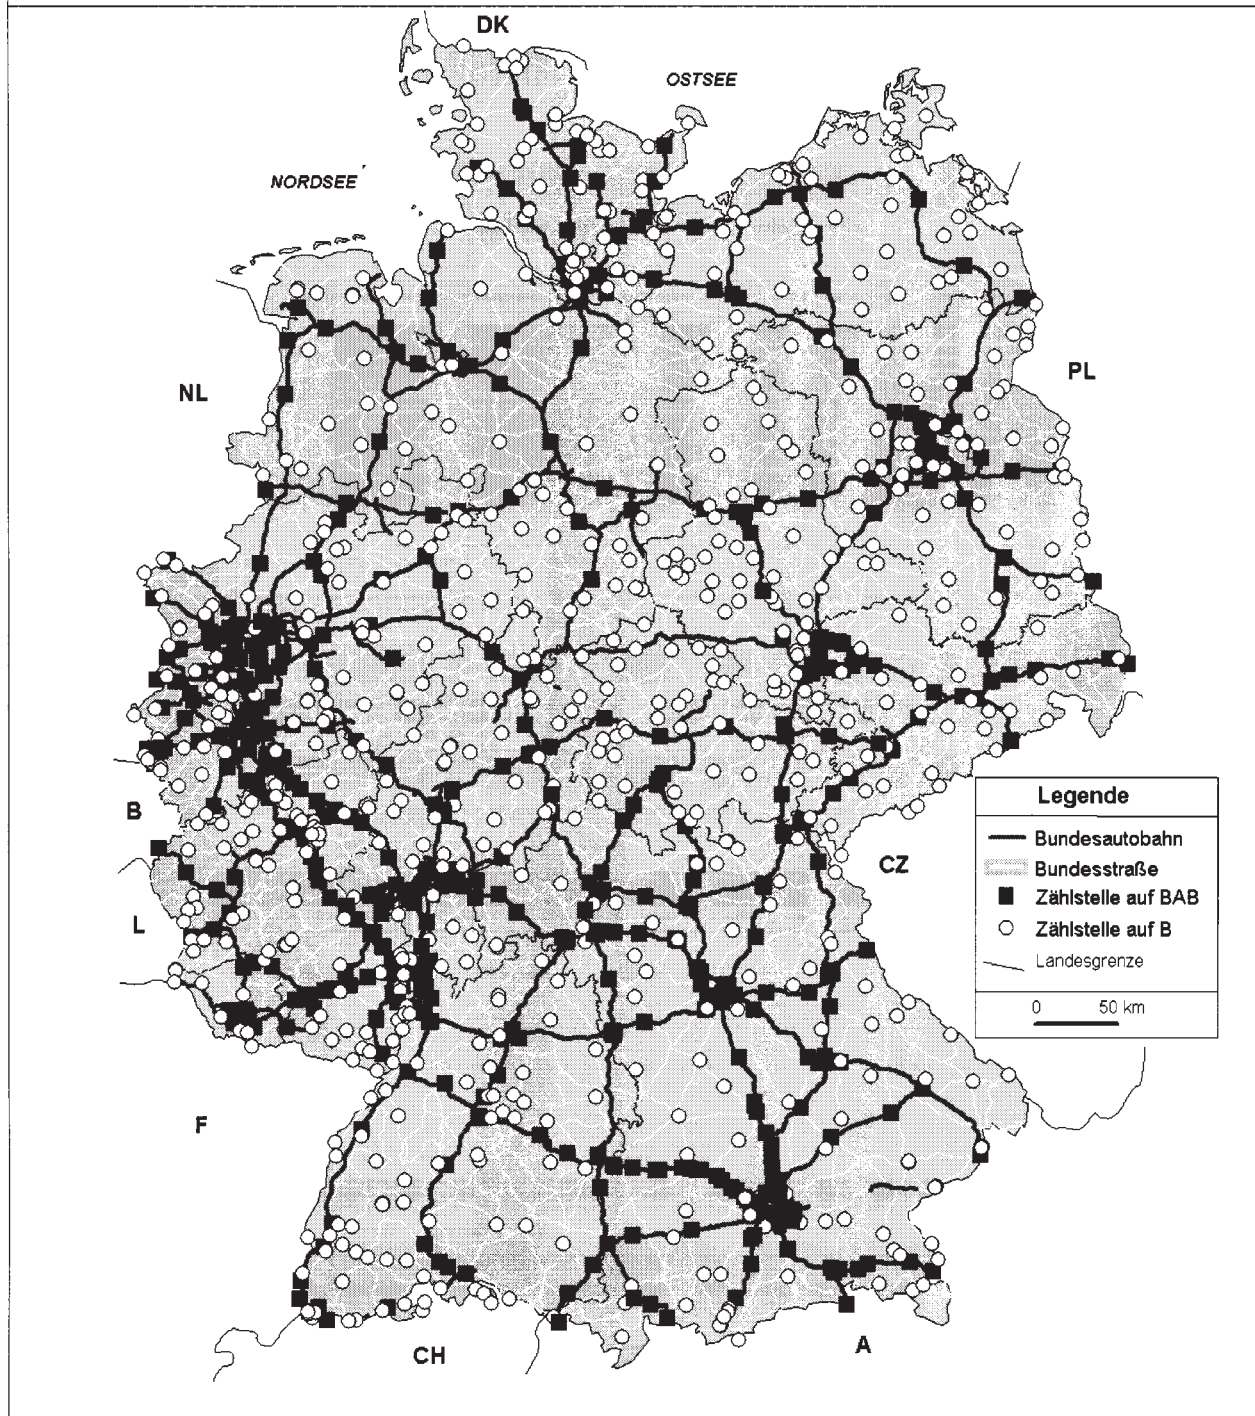 DK
OSTSEE
NORDSEE
NL
PL
B
L
CZ
F
CH
A
Legende
Bundesautobahn
Bundesstraße
Zählstelle auf BAB
Zählstelle auf B
Landesgrenze
0 50 km